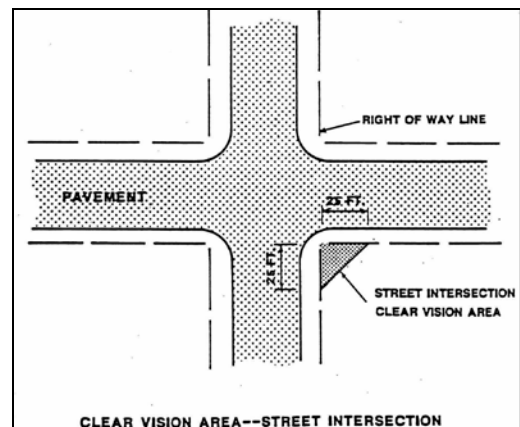 RIGHT OF WAY LINE
PAVEMENT
25 FT.
25 FT.
STREET INTERSECTION
CLEAR VISION AREA
CLEAR VISION AREA--STREET INTERSECTION